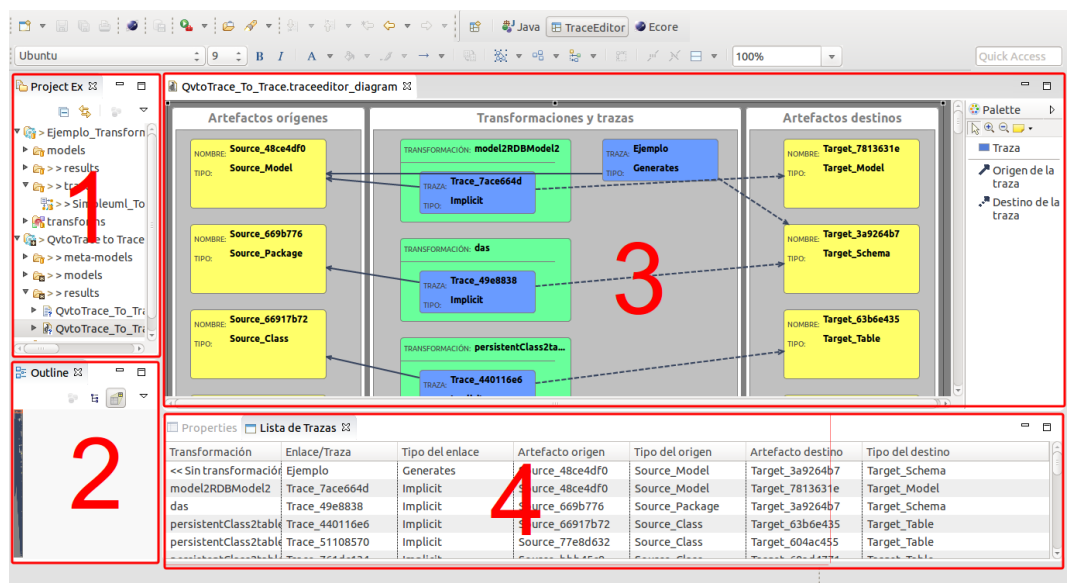 Java TraceEditor Ecore
Ubuntu 9 B I A 100% Quick Access
Project Ex
> Ejemplo_Transform
models
> > results
> > tra
> > Simpleuml_To
transforms
> QvtoTrace to Trace
> > meta-models
> > models
> > results
QvtoTrace_To_Tra
QvtoTrace_To_Tra
1
Outline
2
QvtoTrace_To_Trace.traceeditor_diagram
Artefactos orígenes
NOMBRE: Source_48ce4df0
TIPO: Source_Model
NOMBRE: Source_669b776
TIPO: Source_Package
NOMBRE: Source_66917b72
TIPO: Source_Class
Transformaciones y trazas
TRANSFORMACIÓN: model2RDBModel2
TRAZA: Trace_7ace664d
TIPO: Implicit
TRAZA: Ejemplo
TIPO: Generates
TRANSFORMACIÓN: das
TRAZA: Trace_49e8838
TIPO: Implicit
TRANSFORMACIÓN: persistentClass2ta...
TRAZA: Trace_440116e6
3
Artefactos destinos
NOMBRE: Target_7813631e
TIPO: Target_Model
NOMBRE: Target_3a9264b7
TIPO: Target_Schema
NOMBRE: Target_63b6e435
TIPO: Target_Table
Palette
Traza
Origen de la
traza
Destino de la
traza
Properties Lista de Trazas
Transformación Enlace/Traza Tipo del enlace Artefacto origen Tipo del origen Artefacto destino Tipo del destino
<< Sin transformación Ejemplo Generates Source_48ce4df0 Source_Model Target_3a9264b7 Target_Schema
model2RDBModel2 Trace_7ace664d Implicit Source_48ce4df0 Source_Model Target_7813631e Target_Model
das Trace_49e8838 Implicit Source_669b776 Source_Package Target_3a9264b7 Target_Schema
persistentClass2table Trace_440116e6 Implicit Source_66917b72 Source_Class Target_63b6e435 Target_Table
persistentClass2table Trace_51108570 Implicit Source_77e8d632 Source_Class Target_604ac455 Target_Table
4